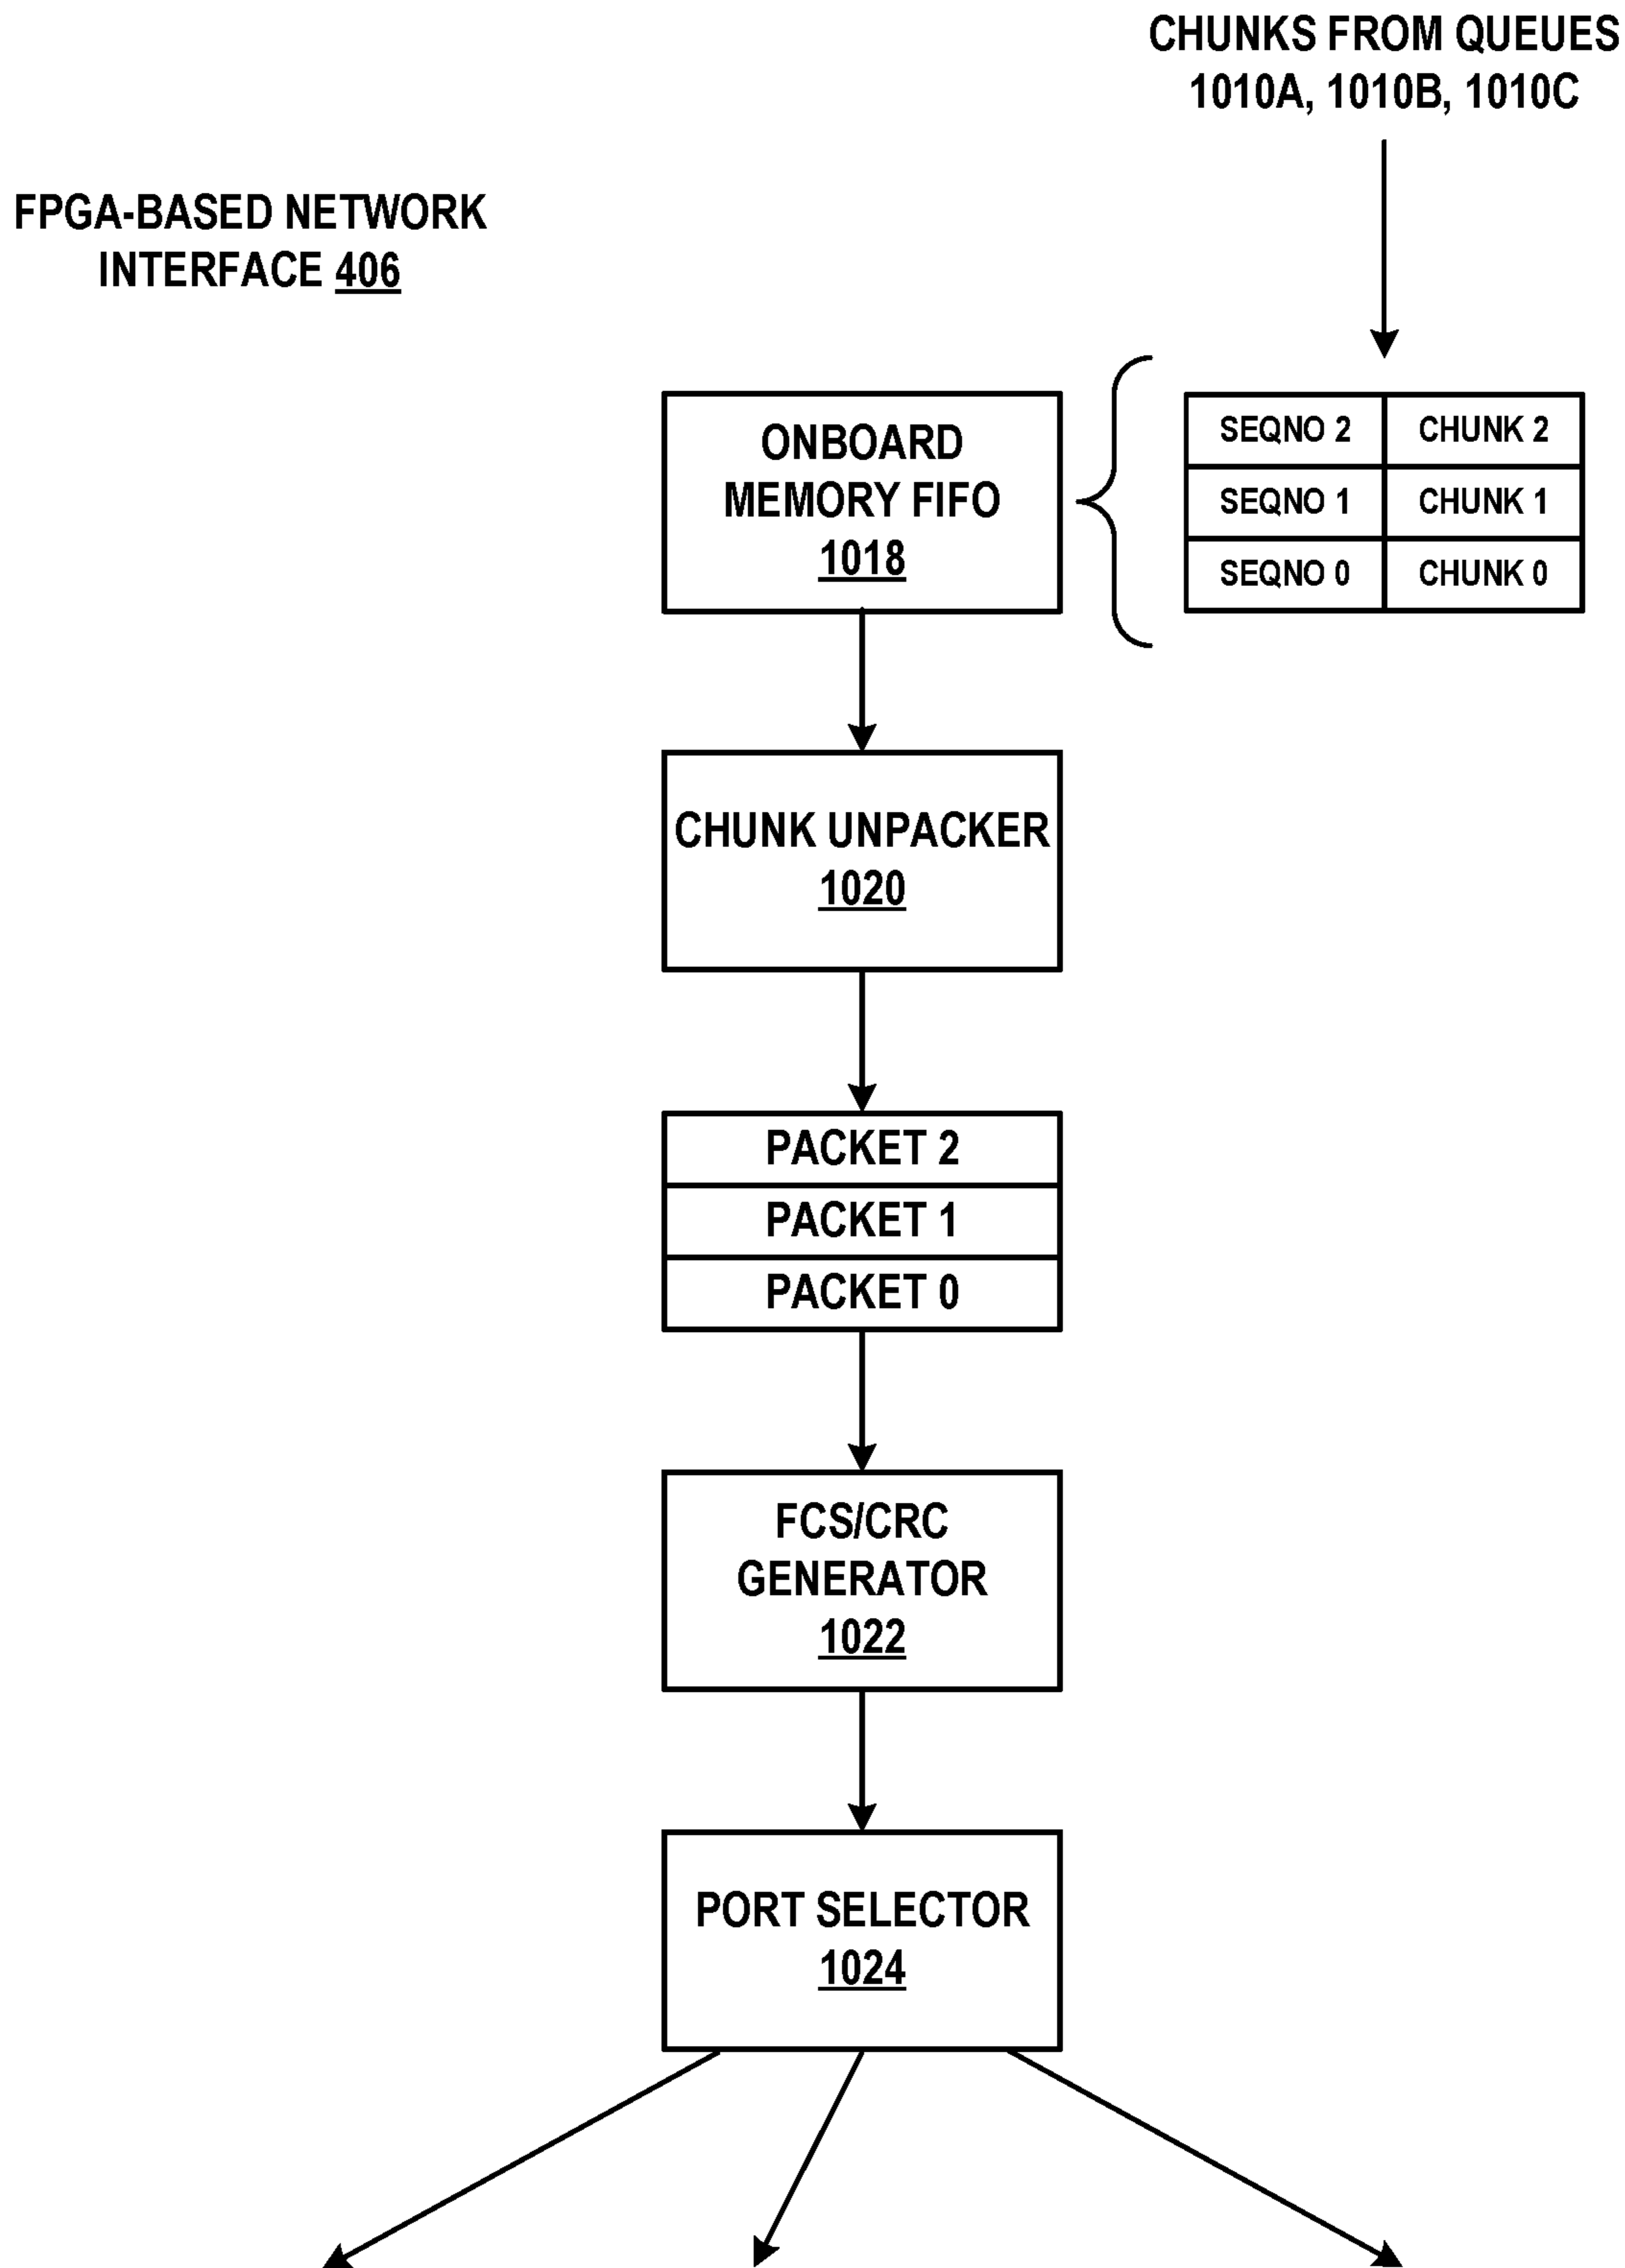 CHUNKS FROM QUEUES
1010A, 1010B, 1010C
FPGA-BASED NETWORK
INTERFACE 406
ONBOARD
MEMORY FIFO
1018
SEQNO 2 CHUNK 2
SEQNO 1 CHUNK 1
SEQNO 0 CHUNK 0
CHUNK UNPACKER
1020
PACKET 2
PACKET 1
PACKET 0
FCS/CRC
GENERATOR
1022
PORT SELECTOR
1024